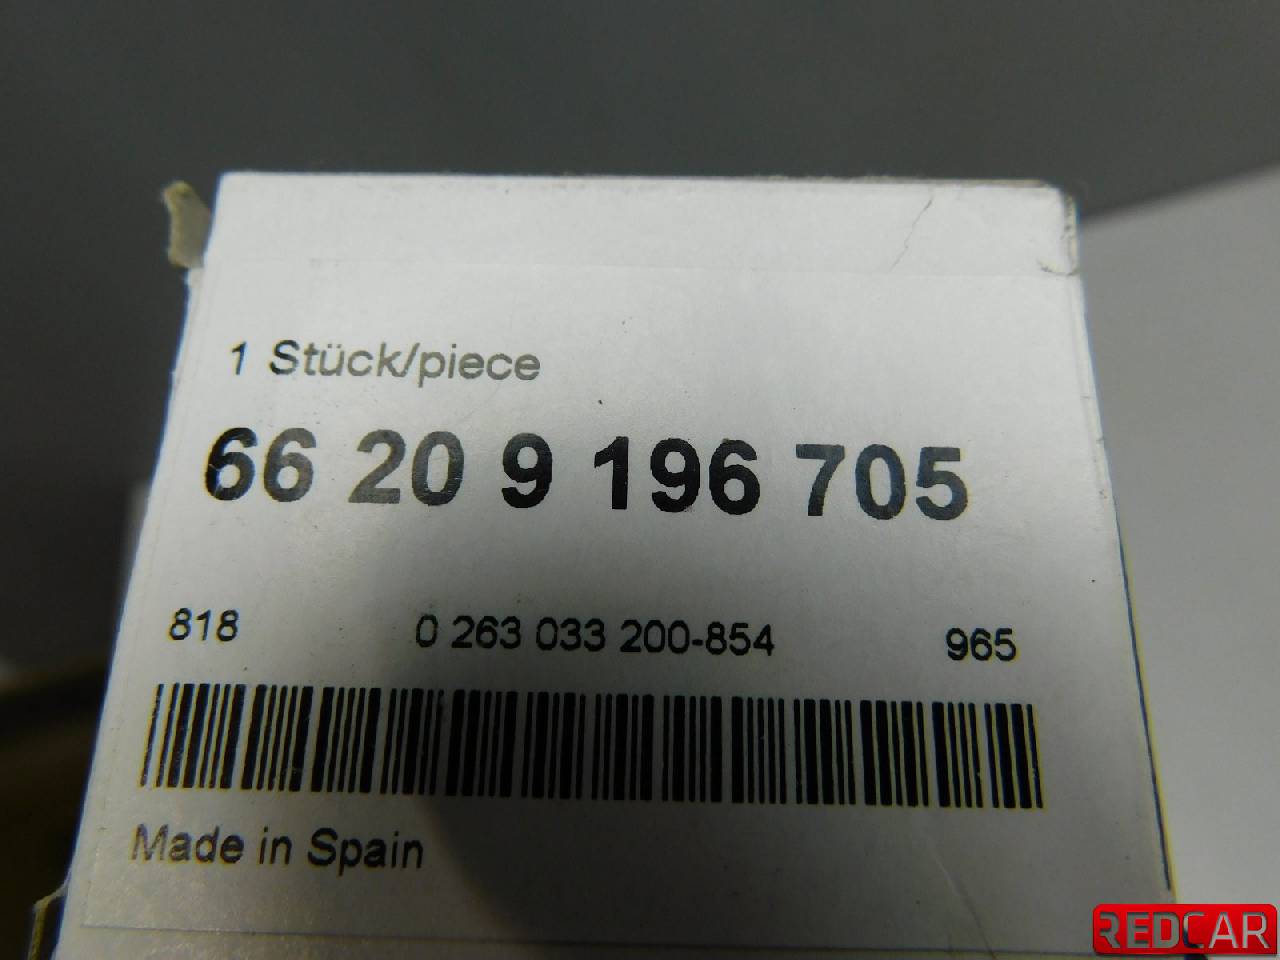 1 Stück/piece
66 20 9 196 705
818 0 263 033 200-854 965
Made in Spain
REDCAR